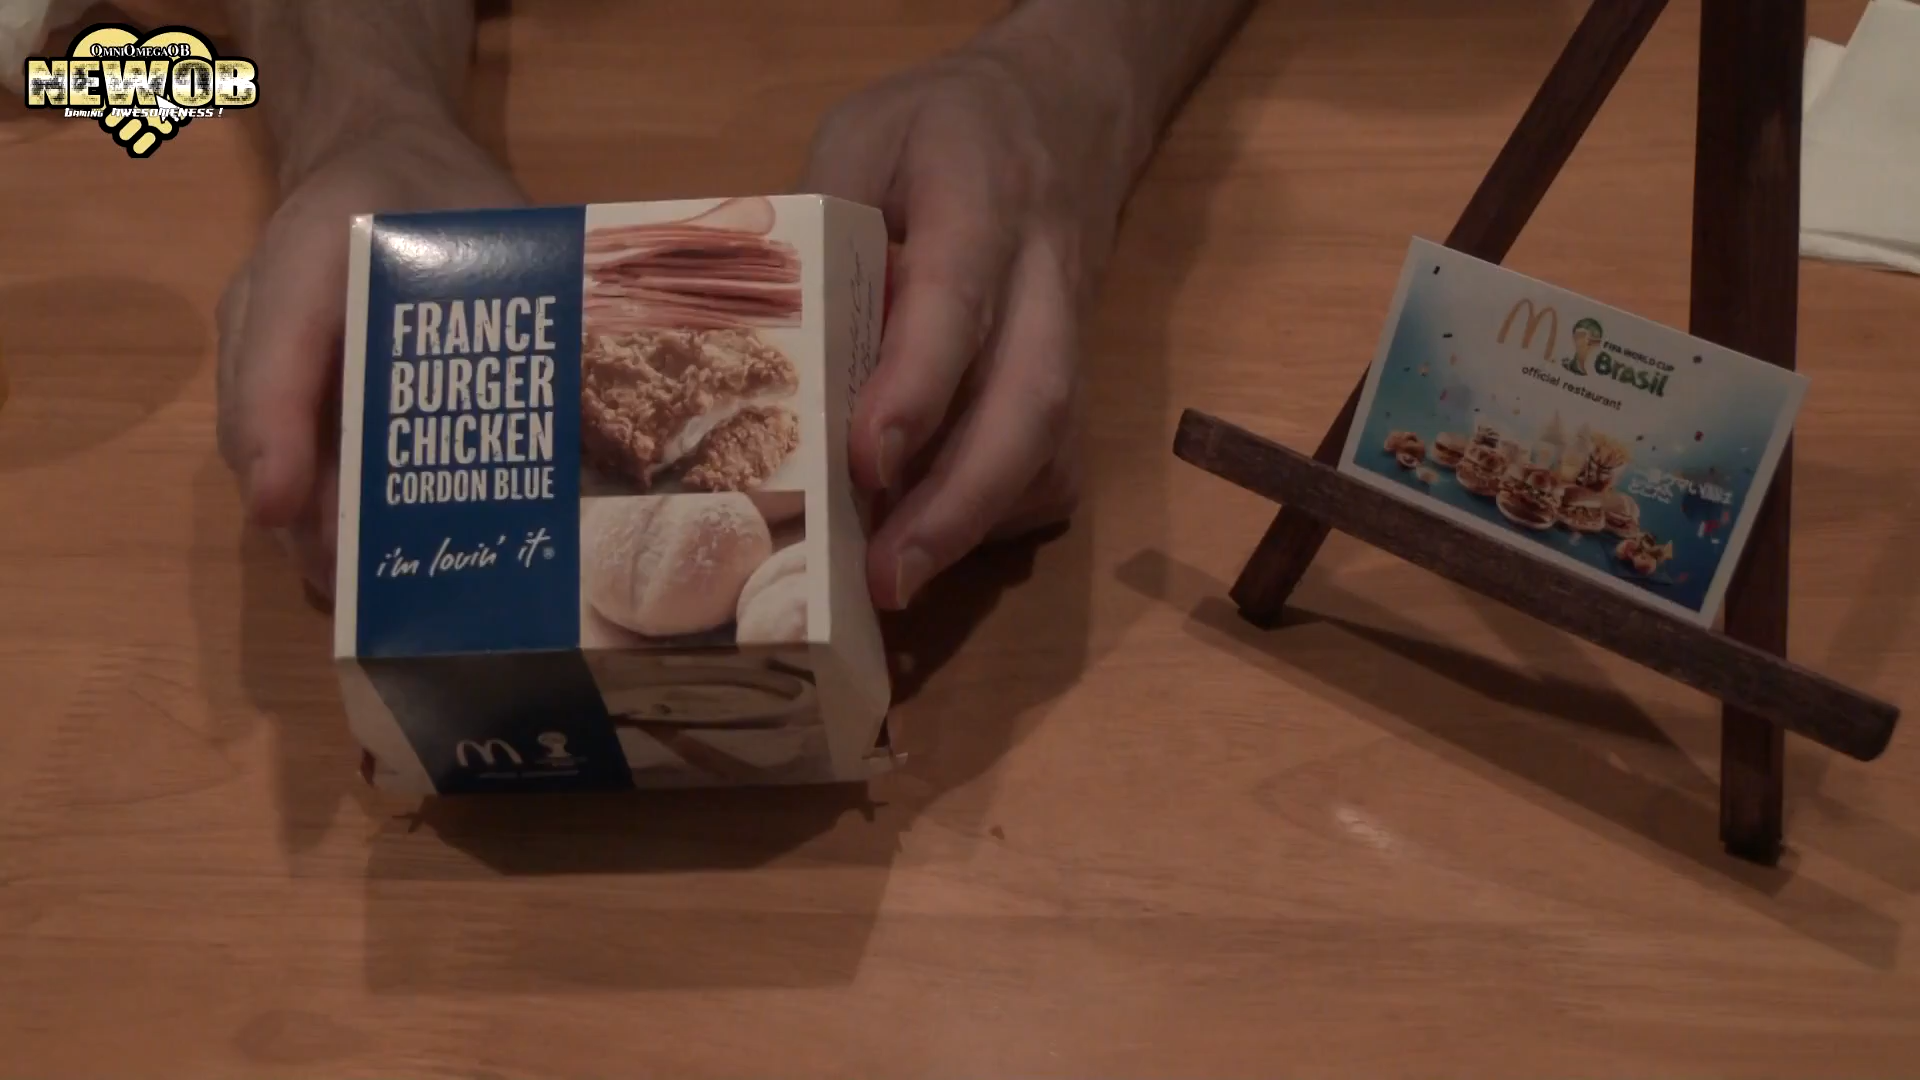 OMNIOMEGAOB
NEWOB
GAMING AWESOMENESS!
FRANCE
BURGER
CHICKEN
CORDON BLUE
i'm lovin' it®
FIFA WORLD CUP
Brasil
official restaurant